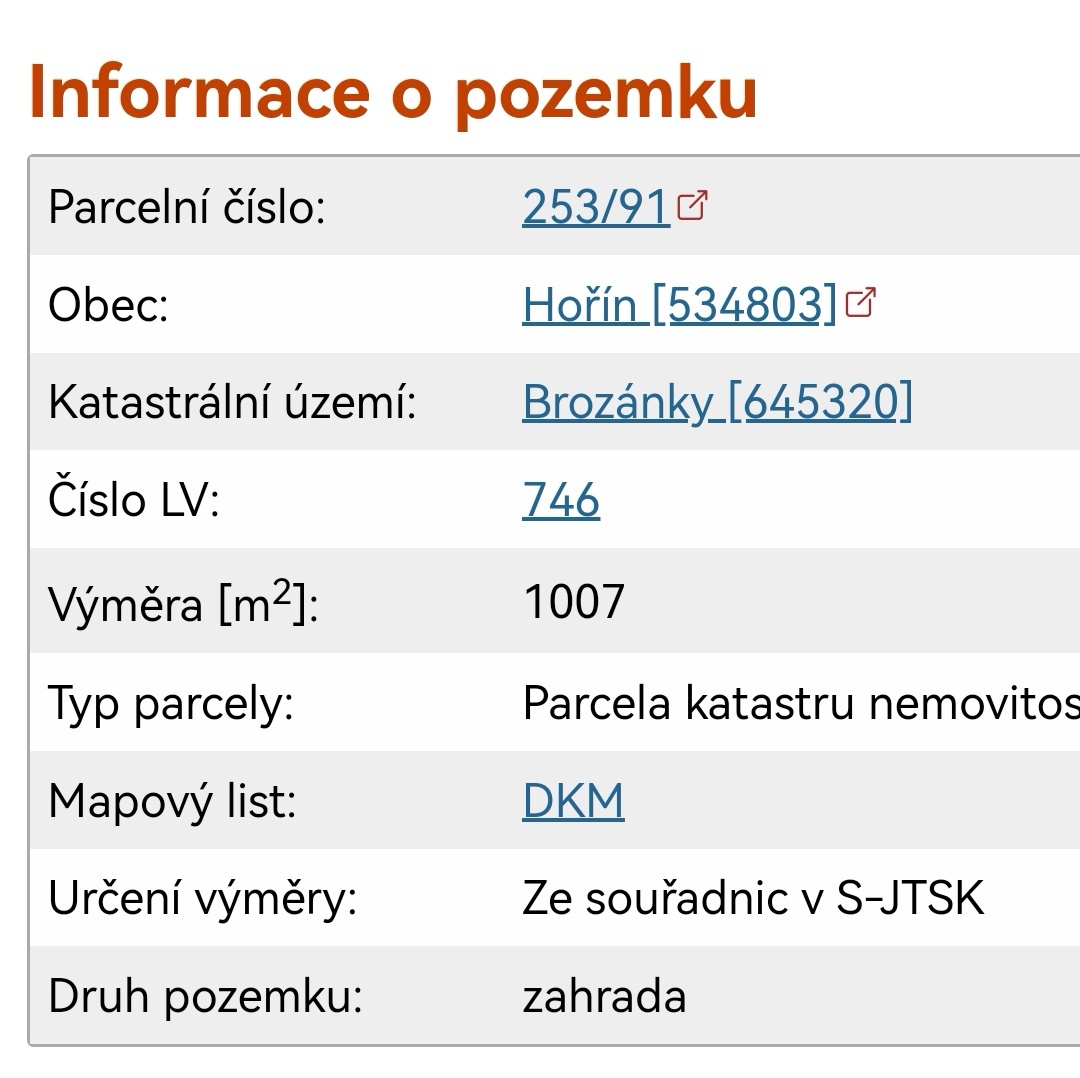 Informace o pozemku
Parcelní číslo: 253/91
Obec: Hořín [534803]
Katastrální území: Brozánky [645320]
Číslo LV: 746
Výměra [m²]: 1007
Typ parcely: Parcela katastru nemovitos
Mapový list: DKM
Určení výměry: Ze souřadnic v S-JTSK
Druh pozemku: zahrada